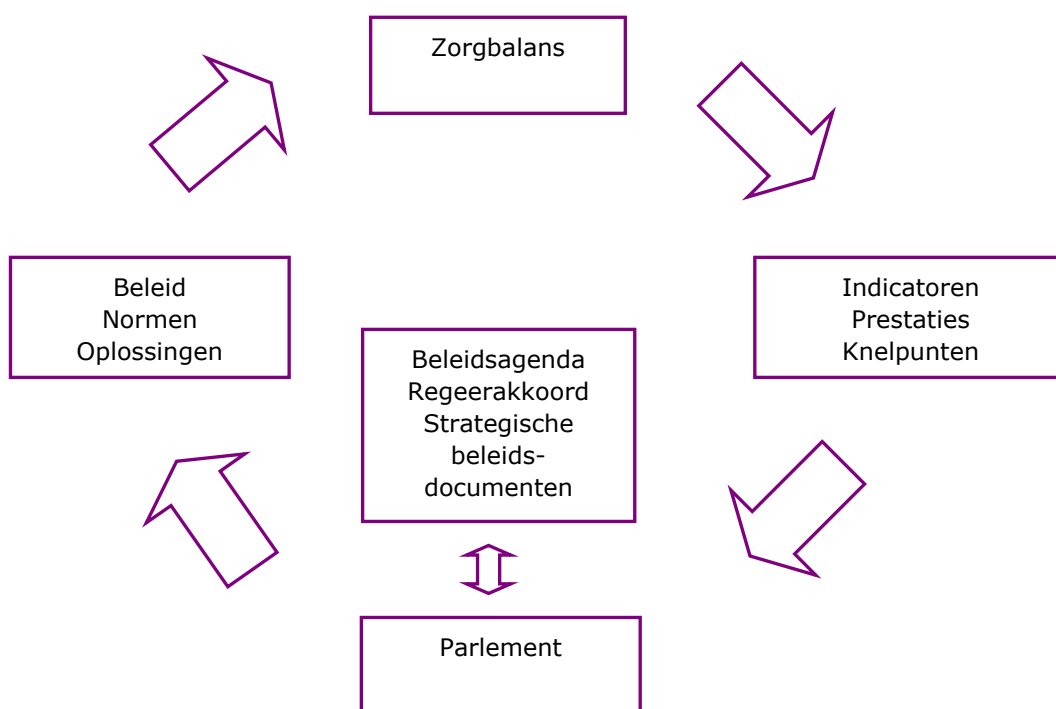 Zorgbalans
Beleid
Normen
Oplossingen
Indicatoren
Prestaties
Knelpunten
Beleidsagenda
Regeerakkoord
Strategische
beleids-
documenten
Parlement